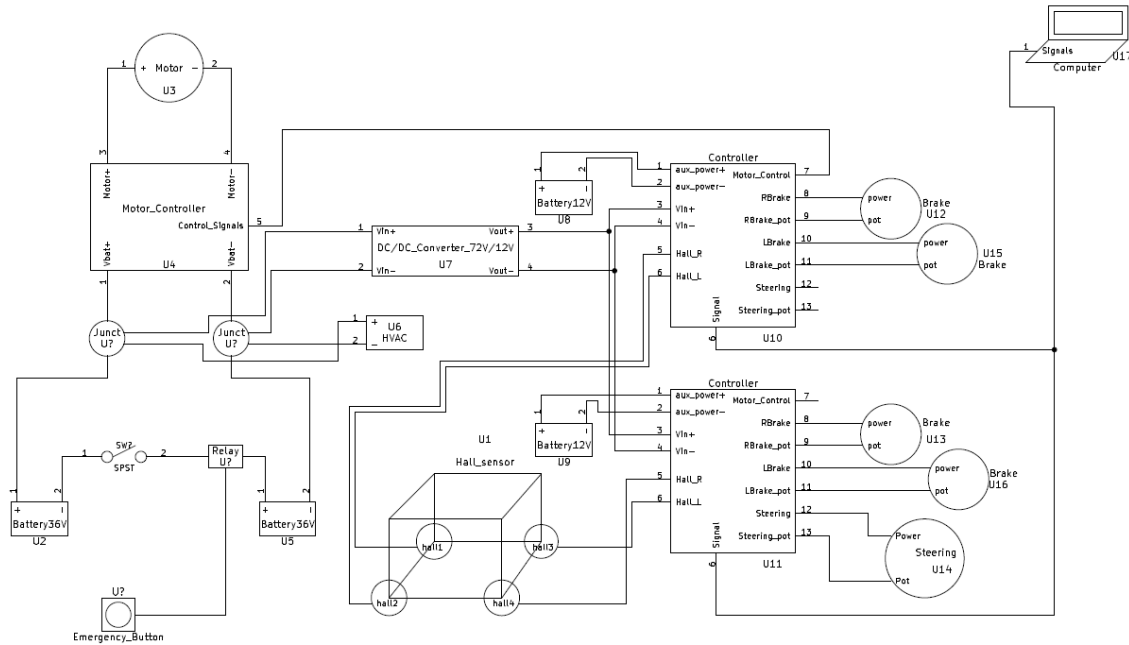 1 Signals U17
Computer
1 + Motor - 2
U3
3 4
Motor+ Motor-
Motor_Controller
Control_Signals 5
Vbat+ Vbat-
U4
1 2
1 Vin+ Vout+ 3
DC/DC_Converter_72V/12V
2 Vin- U7 Vout- 4
Junct
U?
Junct
U?
1 + U6
2 - HVAC
1 2
+ -
Battery12V
U8
Controller
1 aux_power+ Motor_Control 7
2 aux_power- RBrake 8
3 Vin+ RBrake_pot 9
4 Vin- LBrake 10
5 Hall_R LBrake_pot 11
6 Hall_L Steering 12
Steering_pot 13
Signal
6 U10
power Brake
pot U12
power U15
pot Brake
1 2
+ -
Battery12V
U9
Controller
1 aux_power+ Motor_Control 7
2 aux_power- RBrake 8
3 Vin+ RBrake_pot 9
4 Vin- LBrake 10
5 Hall_R LBrake_pot 11
6 Hall_L Steering 12
Steering_pot 13
Signal
6 U11
power Brake
pot U13
power Brake
pot U16
Power
Steering
U14
Pot
U1
Hall_sensor
hall1 hall3
hall2 hall4
SW?
1 2
SPST
Relay
U?
1 2
+ -
Battery36V
U2
1 2
+ -
Battery36V
U5
U?
Emergency_Button